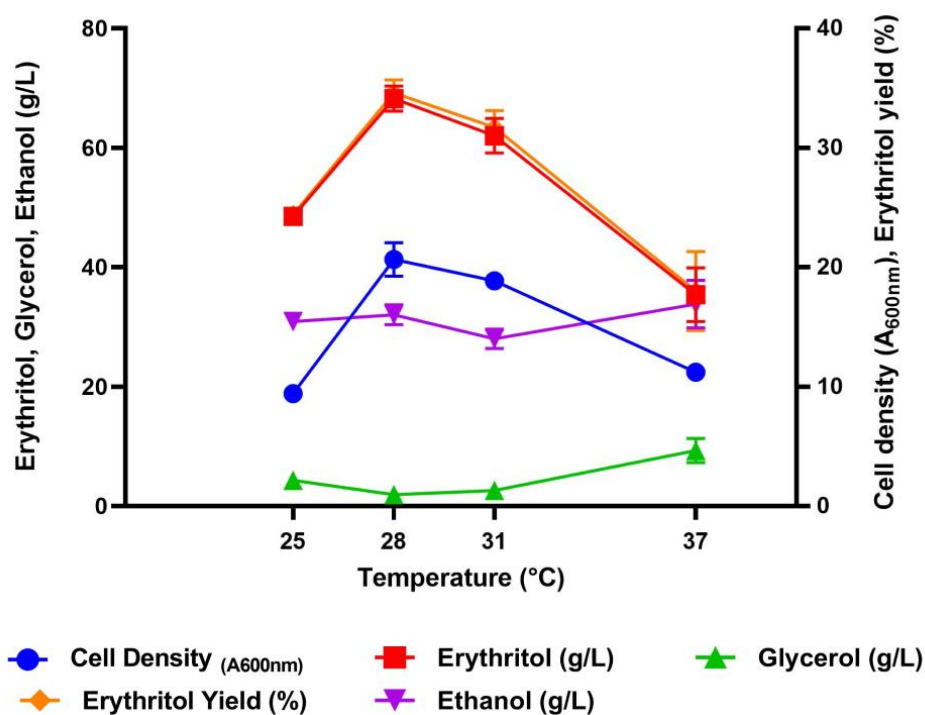 Erythritol, Glycerol, Ethanol (g/L)
80
60
40
20
0
40
30
20
10
0
Cell density (A600nm), Erythritol yield (%)
25 28 31 37
Temperature (°C)
Cell Density (A600nm) Erythritol (g/L) Glycerol (g/L)
Erythritol Yield (%) Ethanol (g/L)